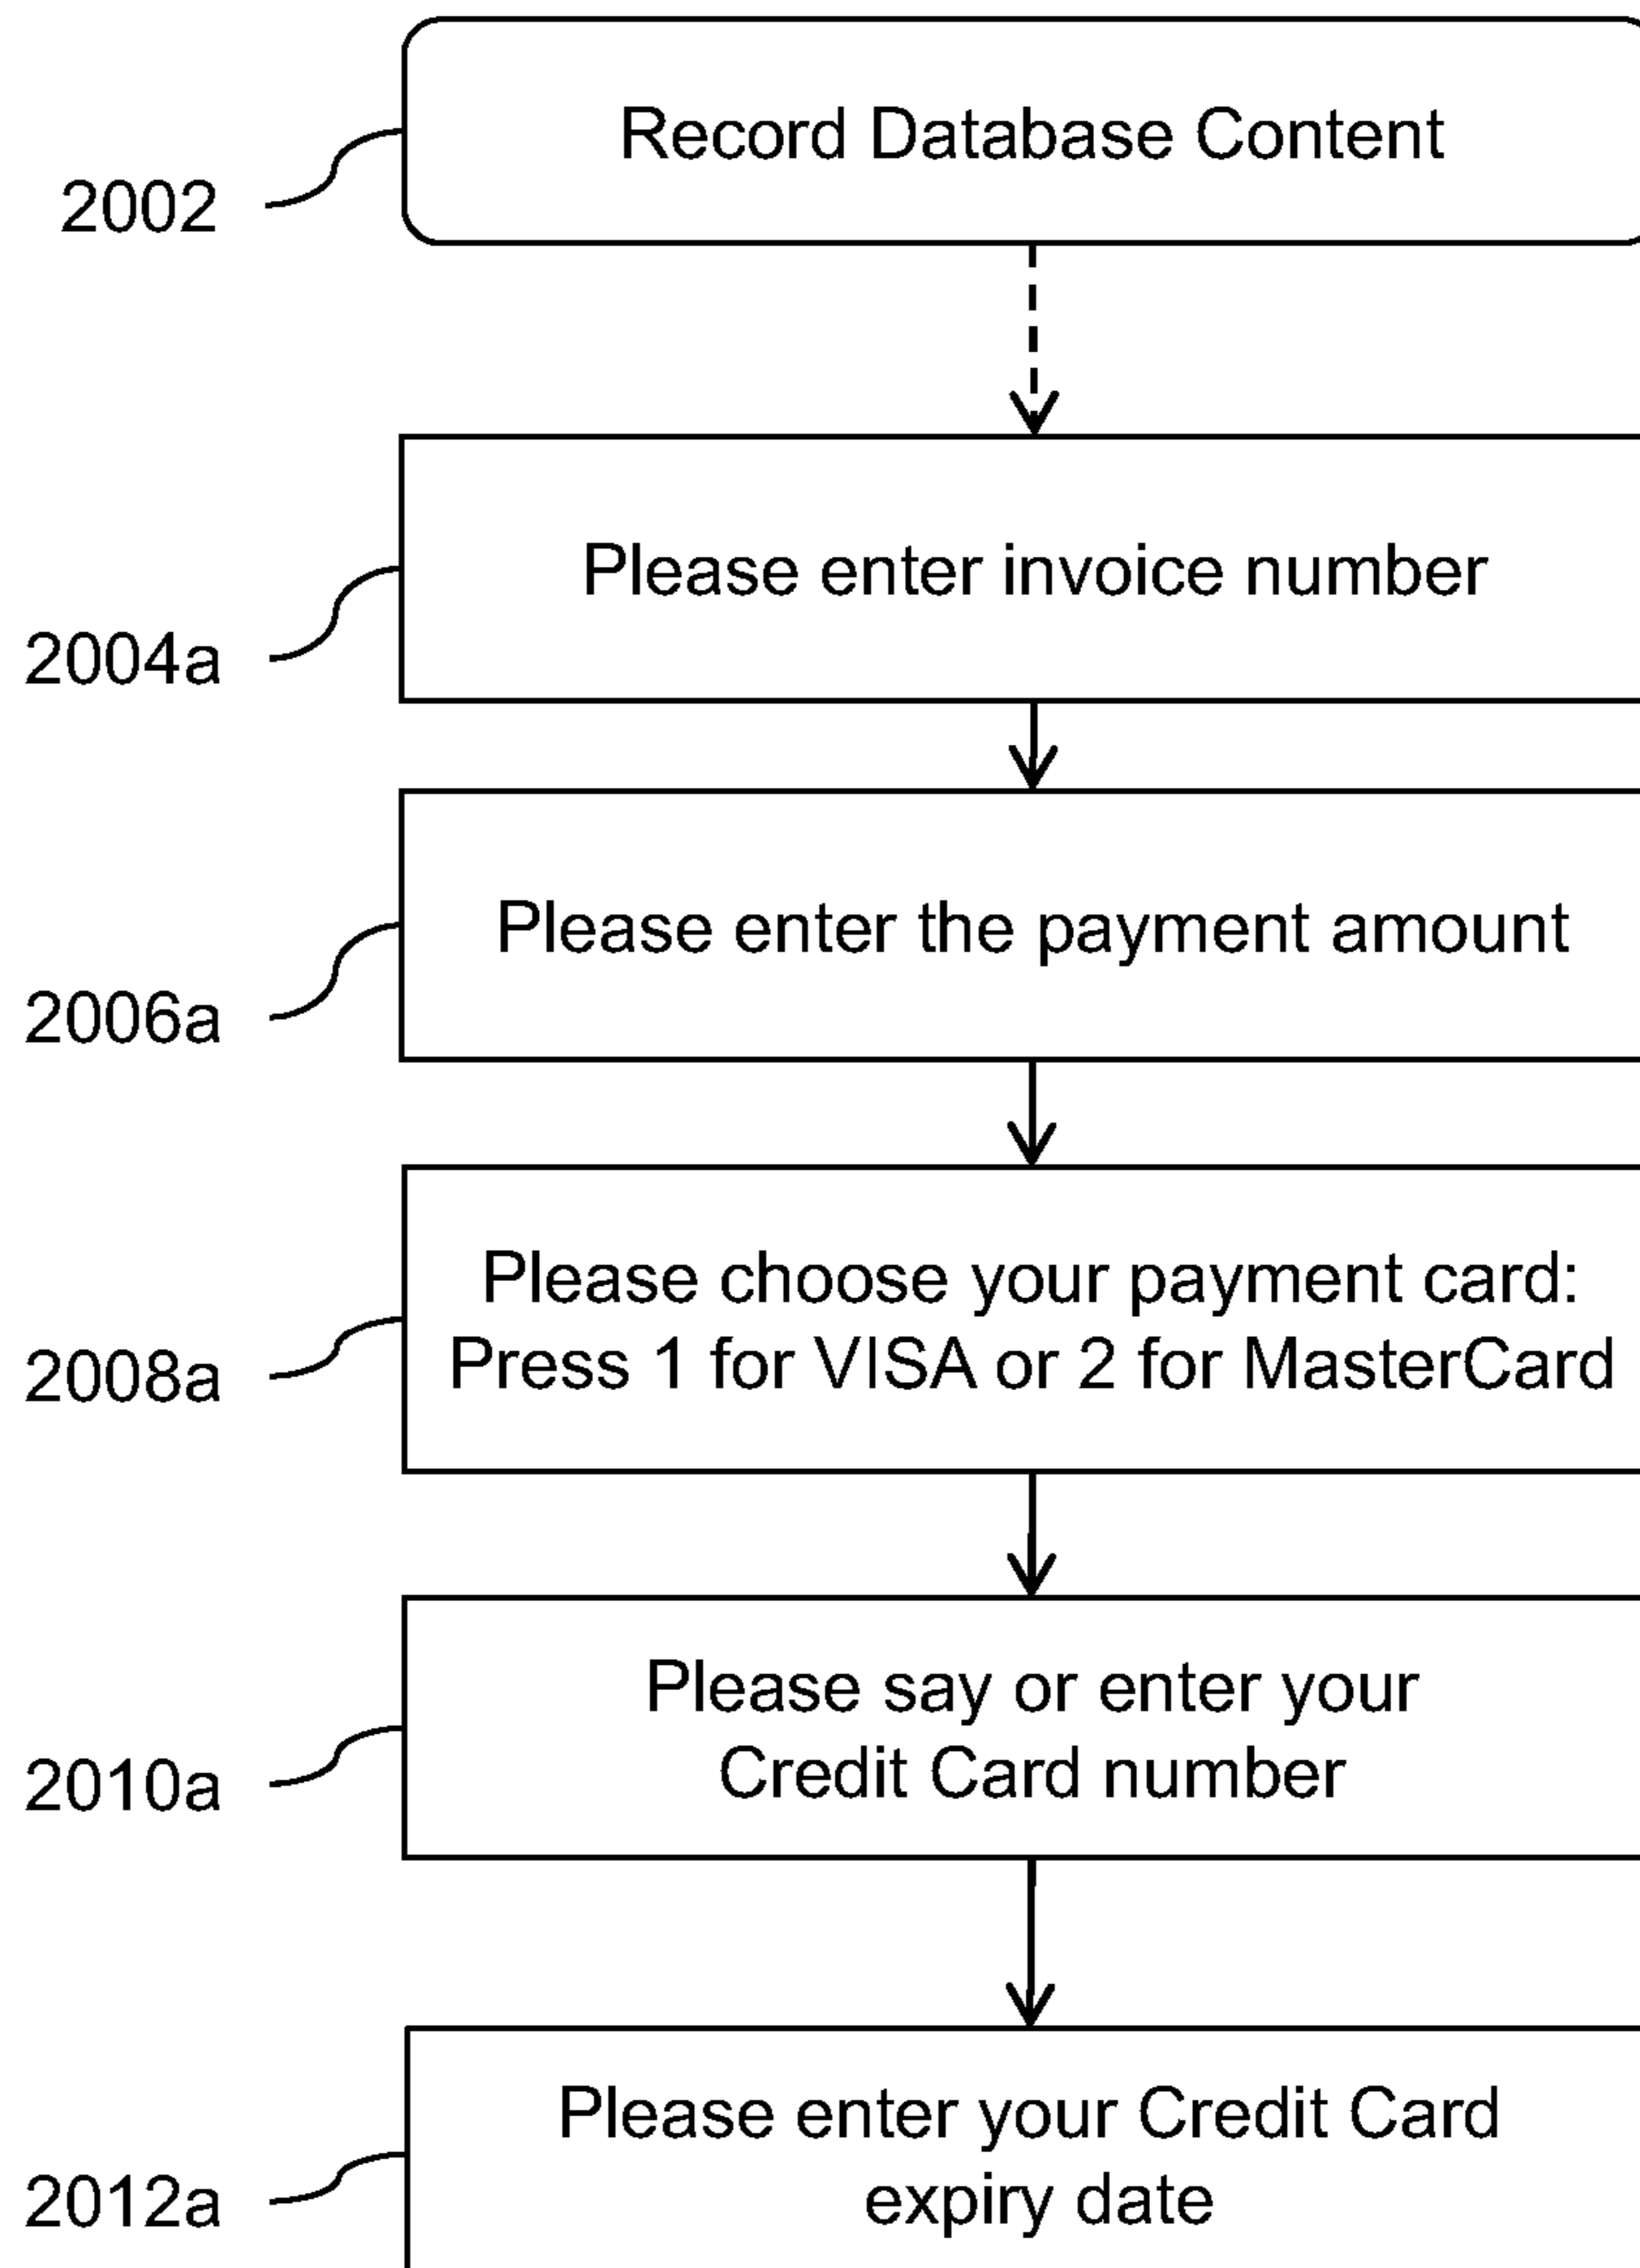 Record Database Content
2002
Please enter invoice number
2004a
Please enter the payment amount
2006a
Please choose your payment card:
Press 1 for VISA or 2 for MasterCard
2008a
Please say or enter your
Credit Card number
2010a
Please enter your Credit Card
expiry date
2012a